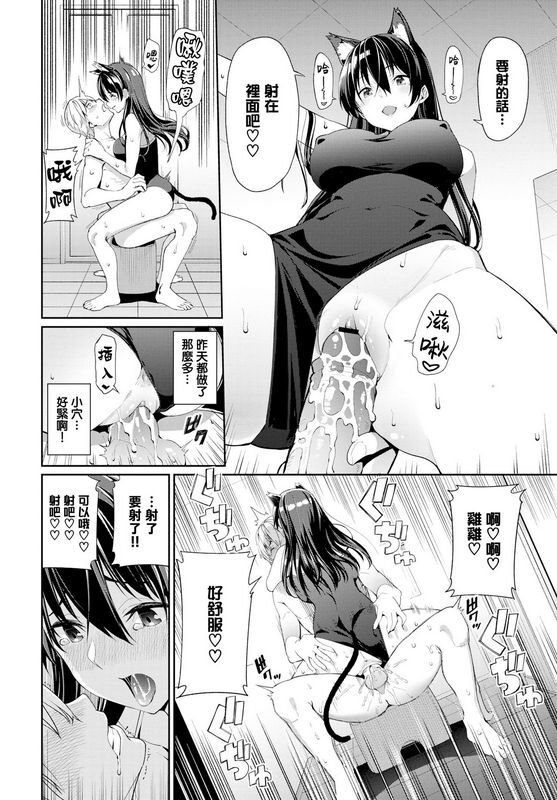 要射的話…
哈——
哈——
射在
裡面吧♡♡
滋啾♡
啾
噗
嗯
嗯♡
哦啊
昨天都做了
那麼多…
插入♡
小穴…
好緊啊！
啊♡啊
雞雞♡
好舒服
♡♡
…射了
要射了!!
可以哦♡
射吧♡
射吧♡♡